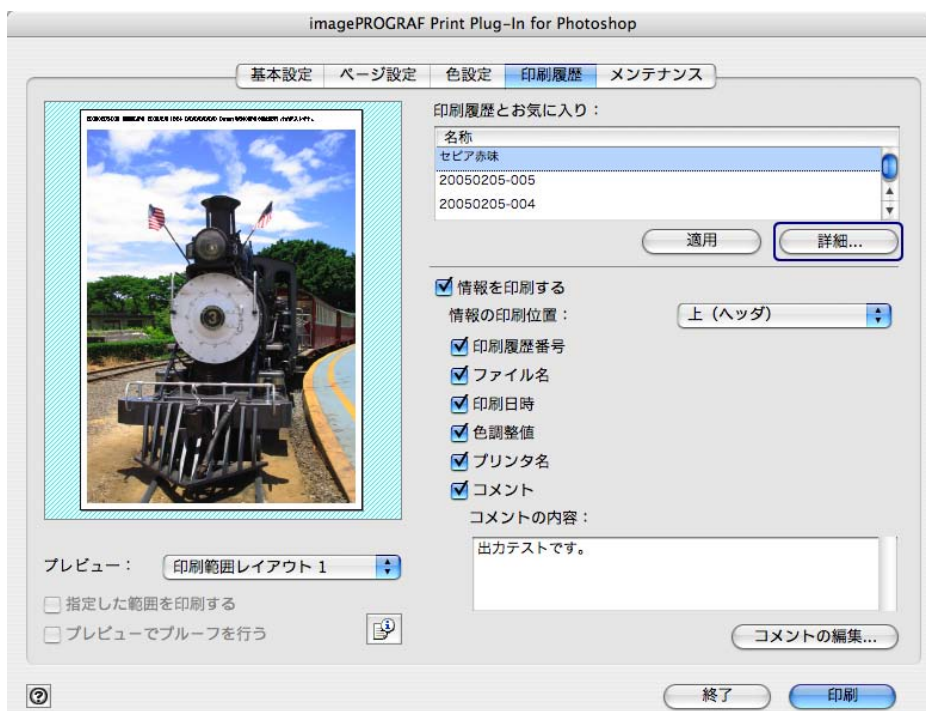 imagePROGRAF Print Plug-In for Photoshop
基本設定 ページ設定 色設定 印刷履歴 メンテナンス
印刷履歴とお気に入り：
名称
セピア赤味
20050205-005
20050205-004
適用 詳細...
情報を印刷する
情報の印刷位置： 上（ヘッダ）
印刷履歴番号
ファイル名
印刷日時
色調整値
プリンタ名
コメント
コメントの内容：
出力テストです。
3
プレビュー： 印刷範囲レイアウト 1
指定した範囲を印刷する
プレビューでプルーフを行う
コメントの編集...
? 終了 印刷